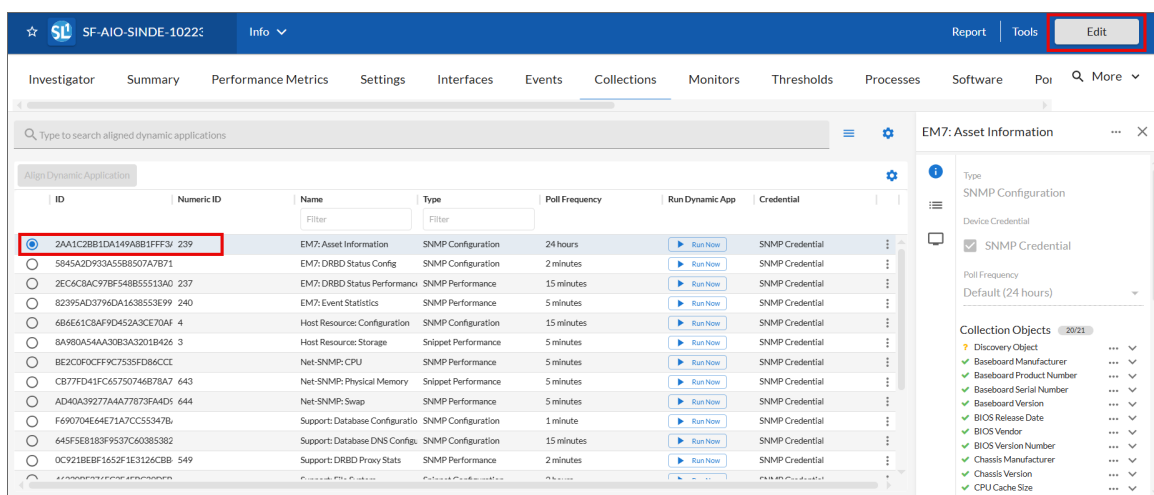 SL1 SF-AIO-SINDE-10223 Info Report Tools Edit
Investigator Summary Performance Metrics Settings Interfaces Events Collections Monitors Thresholds Processes Software Por More
Type to search aligned dynamic applications
EM7: Asset Information
Align Dynamic Application
ID Numeric ID Name Type Poll Frequency Run Dynamic App Credential
Filter Filter
2AA1C2BB1DA149A8B1FFF3/ 239 EM7: Asset Information SNMP Configuration 24 hours Run Now SNMP Credential
5845A2D933A55B8507A7B71 EM7: DRBD Status Config SNMP Configuration 2 minutes Run Now SNMP Credential
2EC6C8AC97BF548B55513A0 237 EM7: DRBD Status Performance SNMP Performance 15 minutes Run Now SNMP Credential
82395AD3796DA1638553E99 240 EM7: Event Statistics SNMP Performance 5 minutes Run Now SNMP Credential
6B6E61C8AF9D452A3CE70AF 4 Host Resource: Configuration SNMP Configuration 15 minutes Run Now SNMP Credential
8A980A54AA30B3A3201B426 3 Host Resource: Storage Snippet Performance 5 minutes Run Now SNMP Credential
BE2C0F0CFF9C7535FD86CCD Net-SNMP: CPU SNMP Performance 5 minutes Run Now SNMP Credential
CB77FD41FC65750746B78A7 643 Net-SNMP: Physical Memory Snippet Performance 5 minutes Run Now SNMP Credential
AD40A39277A4A77873FA4D9 644 Net-SNMP: Swap SNMP Performance 5 minutes Run Now SNMP Credential
F690704E64E71A7CC55347B/ Support: Database Configuratio SNMP Configuration 1 minute Run Now SNMP Credential
645F5E8183F9537C60385382 Support: Database DNS Configu SNMP Configuration 15 minutes Run Now SNMP Credential
0C921BEBF1652F1E3126CBB 549 Support: DRBD Proxy Stats SNMP Performance 2 minutes Run Now SNMP Credential
Type
SNMP Configuration
Device Credential
SNMP Credential
Poll Frequency
Default (24 hours)
Collection Objects 20/21
Discovery Object
Baseboard Manufacturer
Baseboard Product Number
Baseboard Serial Number
Baseboard Version
BIOS Release Date
BIOS Vendor
BIOS Version Number
Chassis Manufacturer
Chassis Version
CPU Cache Size